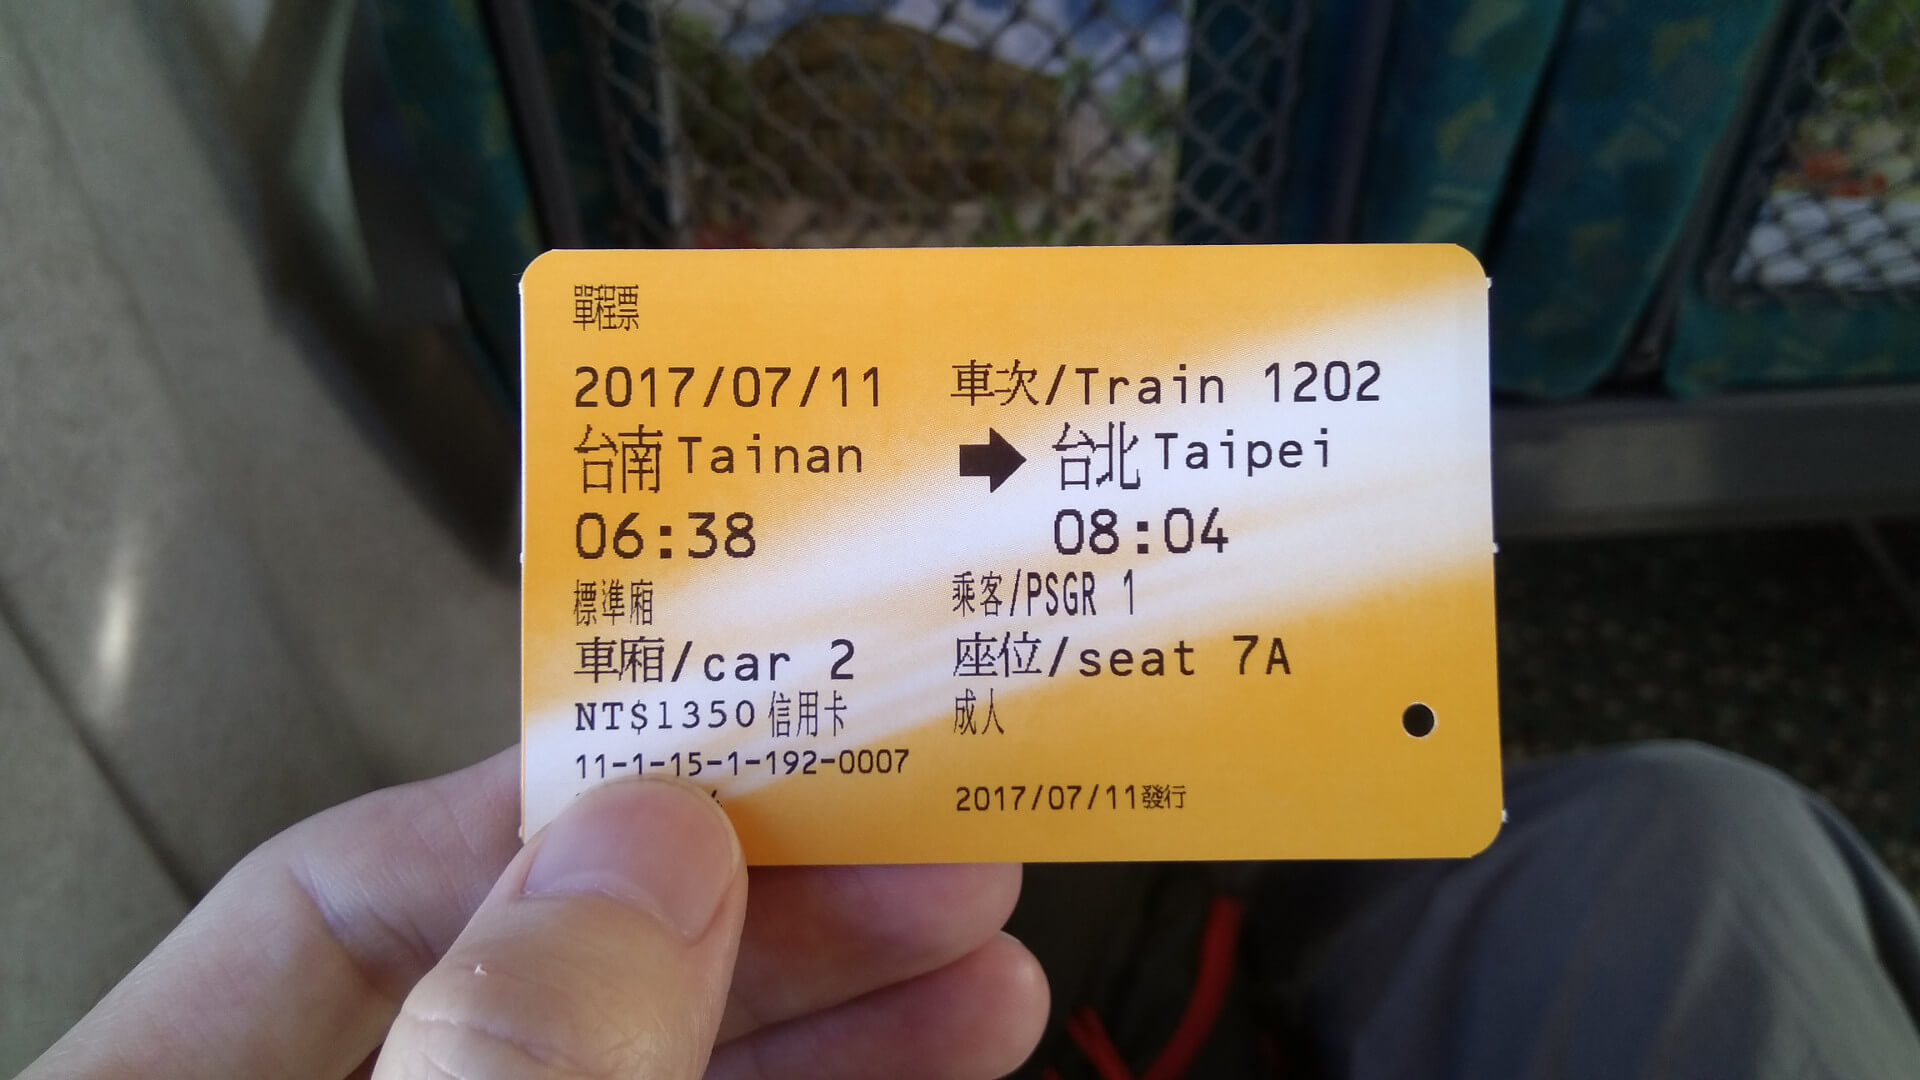 單程票
2017/07/11 車次/Train 1202
台南 Tainan → 台北 Taipei
06:38 08:04
標準廂 乘客/PSGR 1
車廂/car 2 座位/seat 7A
NT$1350 信用卡 成人
11-1-15-1-192-0007
2017/07/11發行